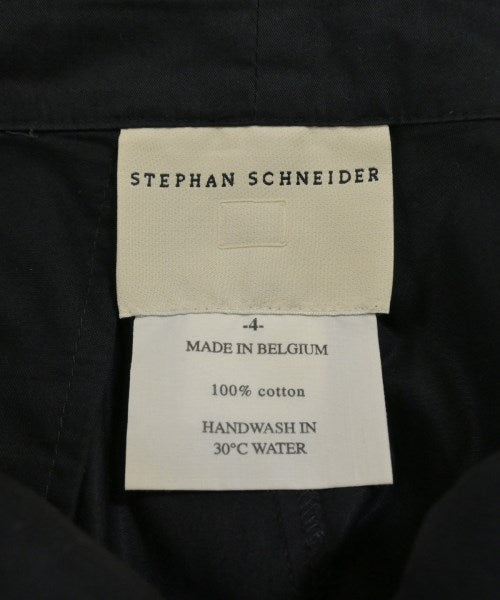 STEPHAN SCHNEIDER
-4-
MADE IN BELGIUM
100% cotton
HANDWASH IN
30°C WATER